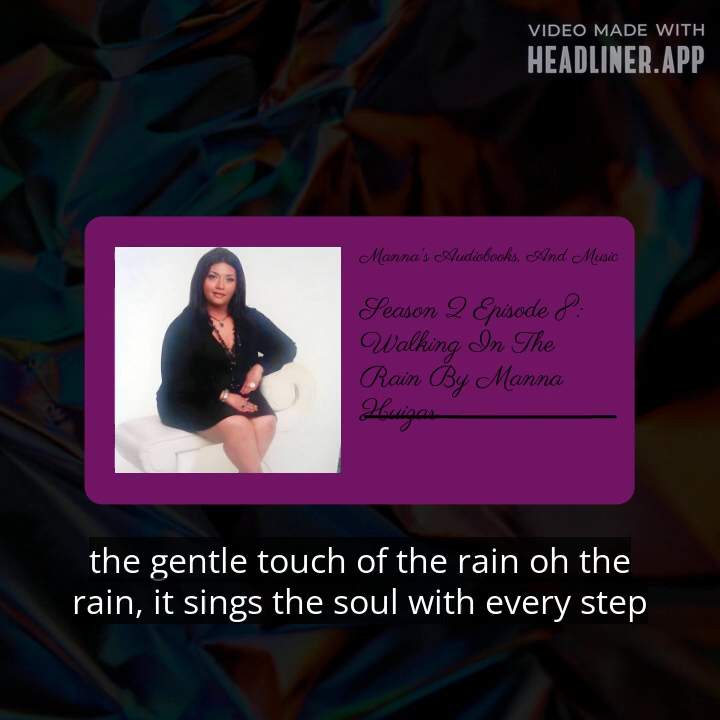 VIDEO MADE WITH
HEADLINER.APP
Manna's Audiobooks, And Music
Season 2 Episode 8:
Walking In The
Rain By Manna
Huizar
the gentle touch of the rain oh the
rain, it sings the soul with every step